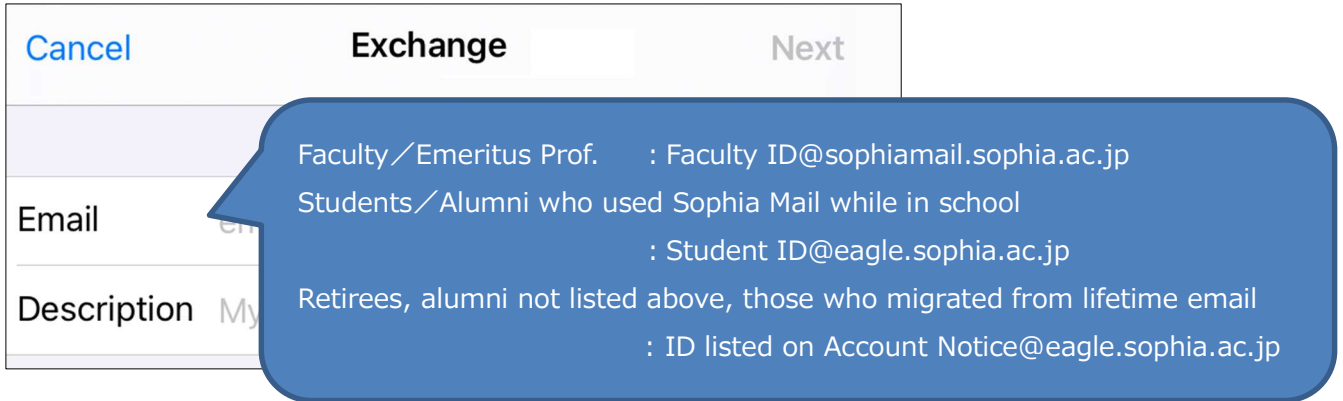 Cancel Exchange Next
Faculty／Emeritus Prof. : Faculty ID@sophiamail.sophia.ac.jp
Students／Alumni who used Sophia Mail while in school
: Student ID@eagle.sophia.ac.jp
Retirees, alumni not listed above, those who migrated from lifetime email
: ID listed on Account Notice@eagle.sophia.ac.jp
Email
Description My